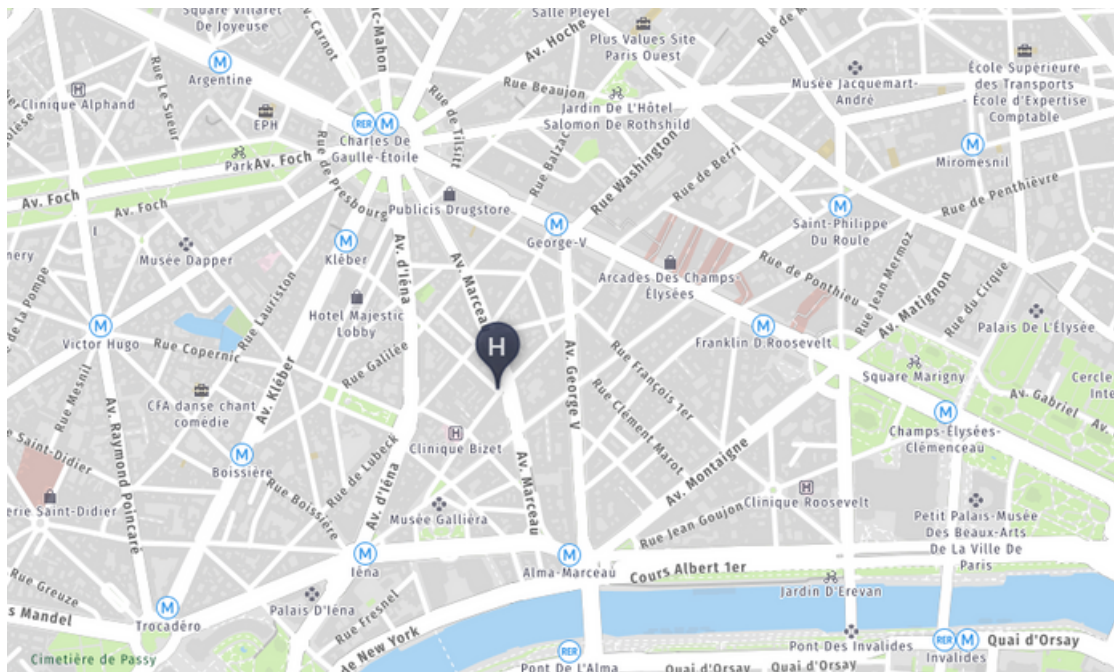 Square Villaret
De Joyeuse
Av. Carnot
c-Mahon
Salle Pleyel
Av. Hoche
Plus Values Site
Paris Ouest
Rue de M
École Supérieure
des Transports
- École d'Expertise
Comptable
M
Argentine
Rue Le Sueur
H
Clinique Alphand
EPH
Rue Beaujon
Jardin De L'Hôtel
Salomon De Rothshild
Musée Jacquemart-
André
RER
M
Charles De
Gaulle-Étoile
Rue de Tilsitt
M
Miromesnil
Park
Av. Foch
Av. Foch
Av. Foch
Rue de Presbourg
Rue Balzac
Rue Washington
Rue de Berri
Rue de Penthièvre
Publicis Drugstore
M
George-V
M
Saint-Philippe
Du Roule
Musée Dapper
M
Kléber
Av. d'Iéna
Av. Marceau
Arcades Des Champs-
Élysées
Rue de Ponthieu
Rue Jean Mermoz
Av. Matignon
Rue du Cirque
Palais De L'Élysée
nery
de la Pompe
Rue Lauriston
Hotel Majestic
Lobby
M
Victor Hugo
Rue Copernic
Rue Galilée
H
Av. George V
Rue François 1er
M
Franklin D.Roosevelt
Square Marigny
Cercle
Inte
Av. Gabriel
Av.
Rue Mesnil
CFA danse chant
comédie
Av. Kléber
Rue Clément Marot
M
Champs-Élysées-
Clémenceau
e Saint-Didier
Av. Raymond Poincaré
M
Boissière
Rue de Lubeck
H
Clinique Bizet
Av. Marceau
Av. Montaigne
H
Clinique Roosevelt
erie Saint-Didier
Rue Boissière
Av. d'Iéna
Musée Galliera
Rue Jean Goujon
Petit Palais-Musée
Des Beaux-Arts
De La Ville De
Paris
M
Iéna
M
Alma-Marceau
Cours Albert 1er
Rue Greuze
s Mandel
M
Trocadéro
Palais D'Iéna
Rue Fresnel
de New York
Jardin D'Erevan
Cimetière de Passy
RER
Pont De L'Alma
Pont Des Invalides
RER
M
Invalides
Quai d'Orsay
Quai d'Orsay
Quai d'Orsay